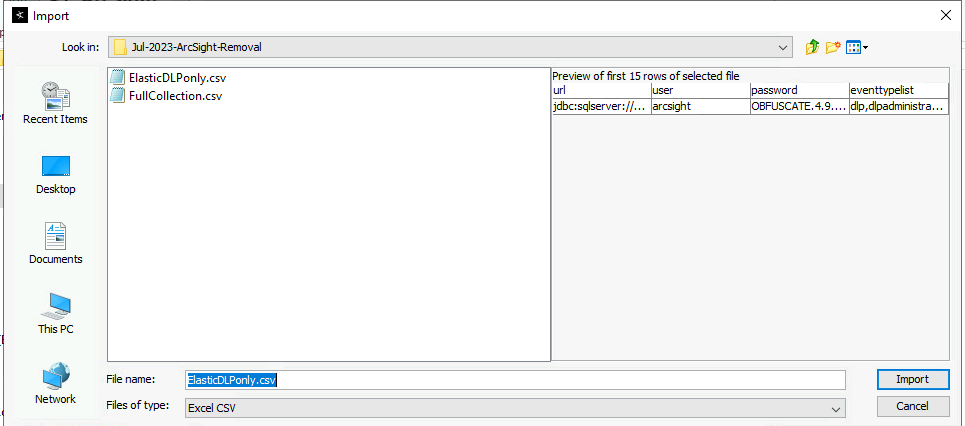 Import
Look in: Jul-2023-ArcSight-Removal
ElasticDLPonly.csv
FullCollection.csv
Preview of first 15 rows of selected file
url user password eventtypelist
jdbc:sqlserver://... arcsight OBFUSCATE.4.9.... dlp,dlpadministra...
Recent Items
Desktop
Documents
This PC
Network
File name: ElasticDLPonly.csv
Import
Files of type: Excel CSV
Cancel